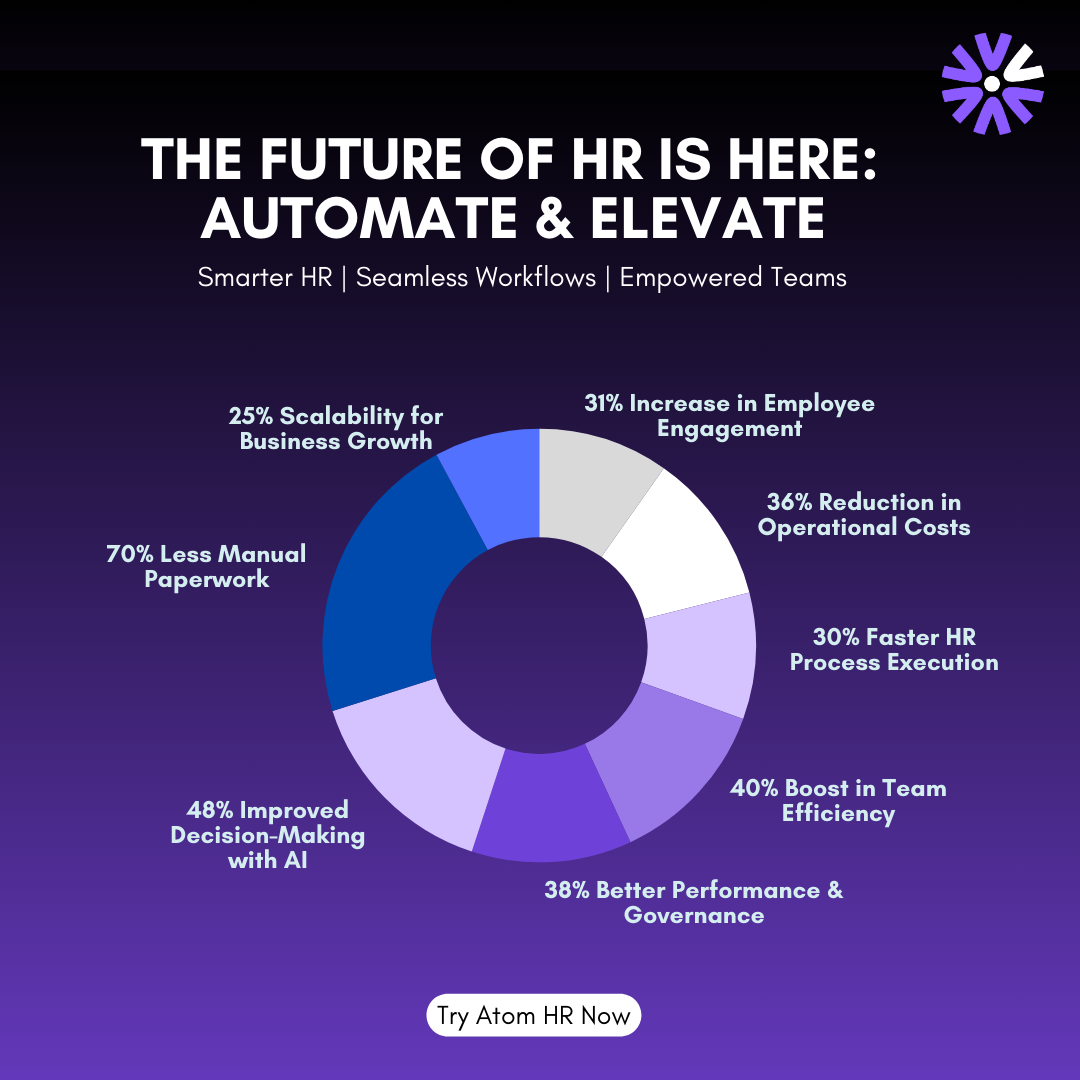 THE FUTURE OF HR IS HERE:
AUTOMATE & ELEVATE
Smarter HR | Seamless Workflows | Empowered Teams
31% Increase in Employee
Engagement
25% Scalability for
Business Growth
36% Reduction in
Operational Costs
70% Less Manual
Paperwork
30% Faster HR
Process Execution
40% Boost in Team
Efficiency
48% Improved
Decision-Making
with AI
38% Better Performance &
Governance
Try Atom HR Now